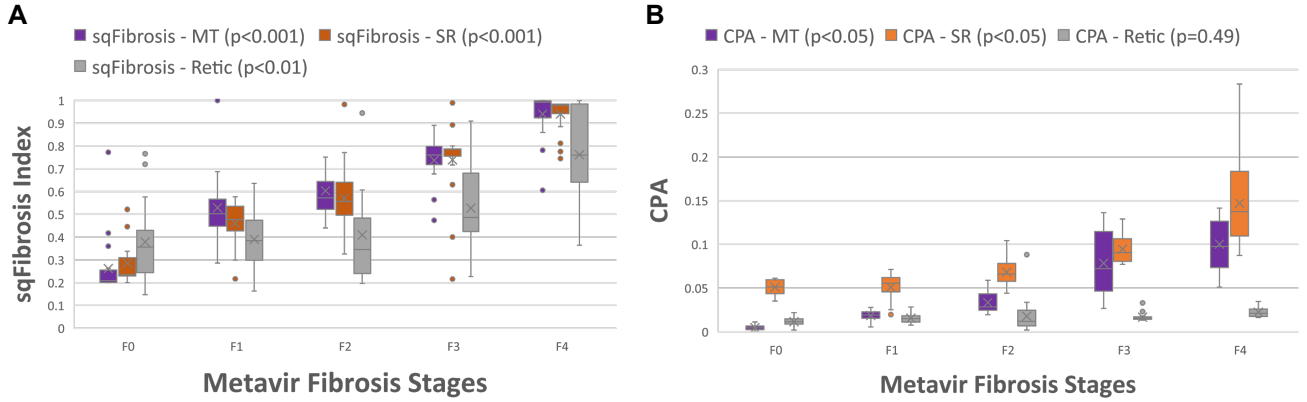 A
sqFibrosis - MT (p<0.001) sqFibrosis - SR (p<0.001)
sqFibrosis - Retic (p<0.01)
sqFibrosis Index
1
0.9
0.8
0.7
0.6
0.5
0.4
0.3
0.2
0.1
0
F0 F1 F2 F3 F4
Metavir Fibrosis Stages
B
CPA - MT (p<0.05) CPA - SR (p<0.05) CPA - Retic (p=0.49)
CPA
0.3
0.25
0.2
0.15
0.1
0.05
0
F0 F1 F2 F3 F4
Metavir Fibrosis Stages